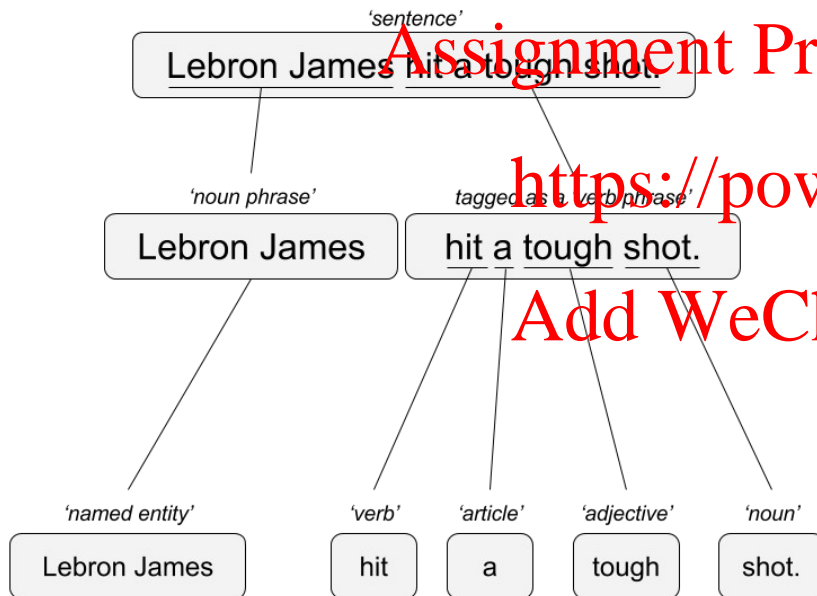 ‘sentence’
Assignment Pr
Lebron James hit a tough shot.
https://pow
‘noun phrase’ tagged as a ‘verb phrase’
Lebron James hit a tough shot.
Add WeCh
‘named entity’ ‘verb’ ‘article’ ‘adjective’ ‘noun’
Lebron James hit a tough shot.